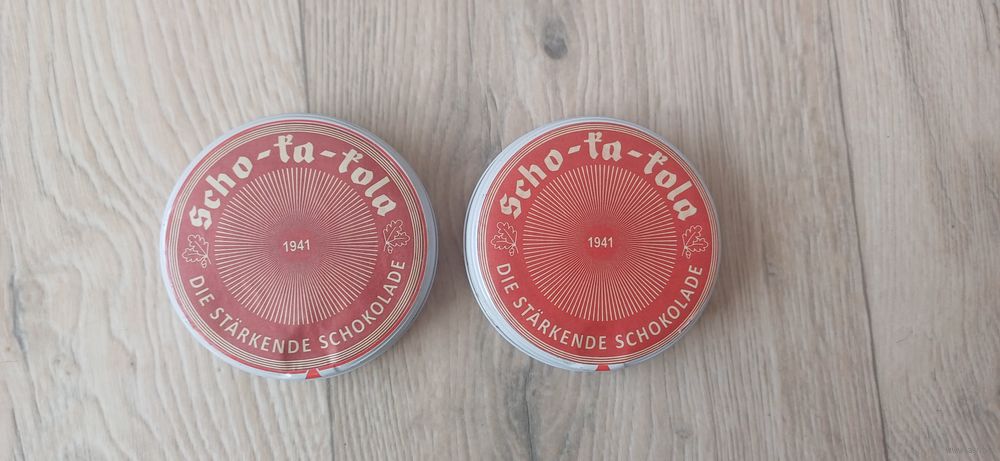 scho-ka-kola
1941
DIE STÄRKENDE SCHOKOLADE
scho-ka-kola
1941
DIE STÄRKENDE SCHOKOLADE